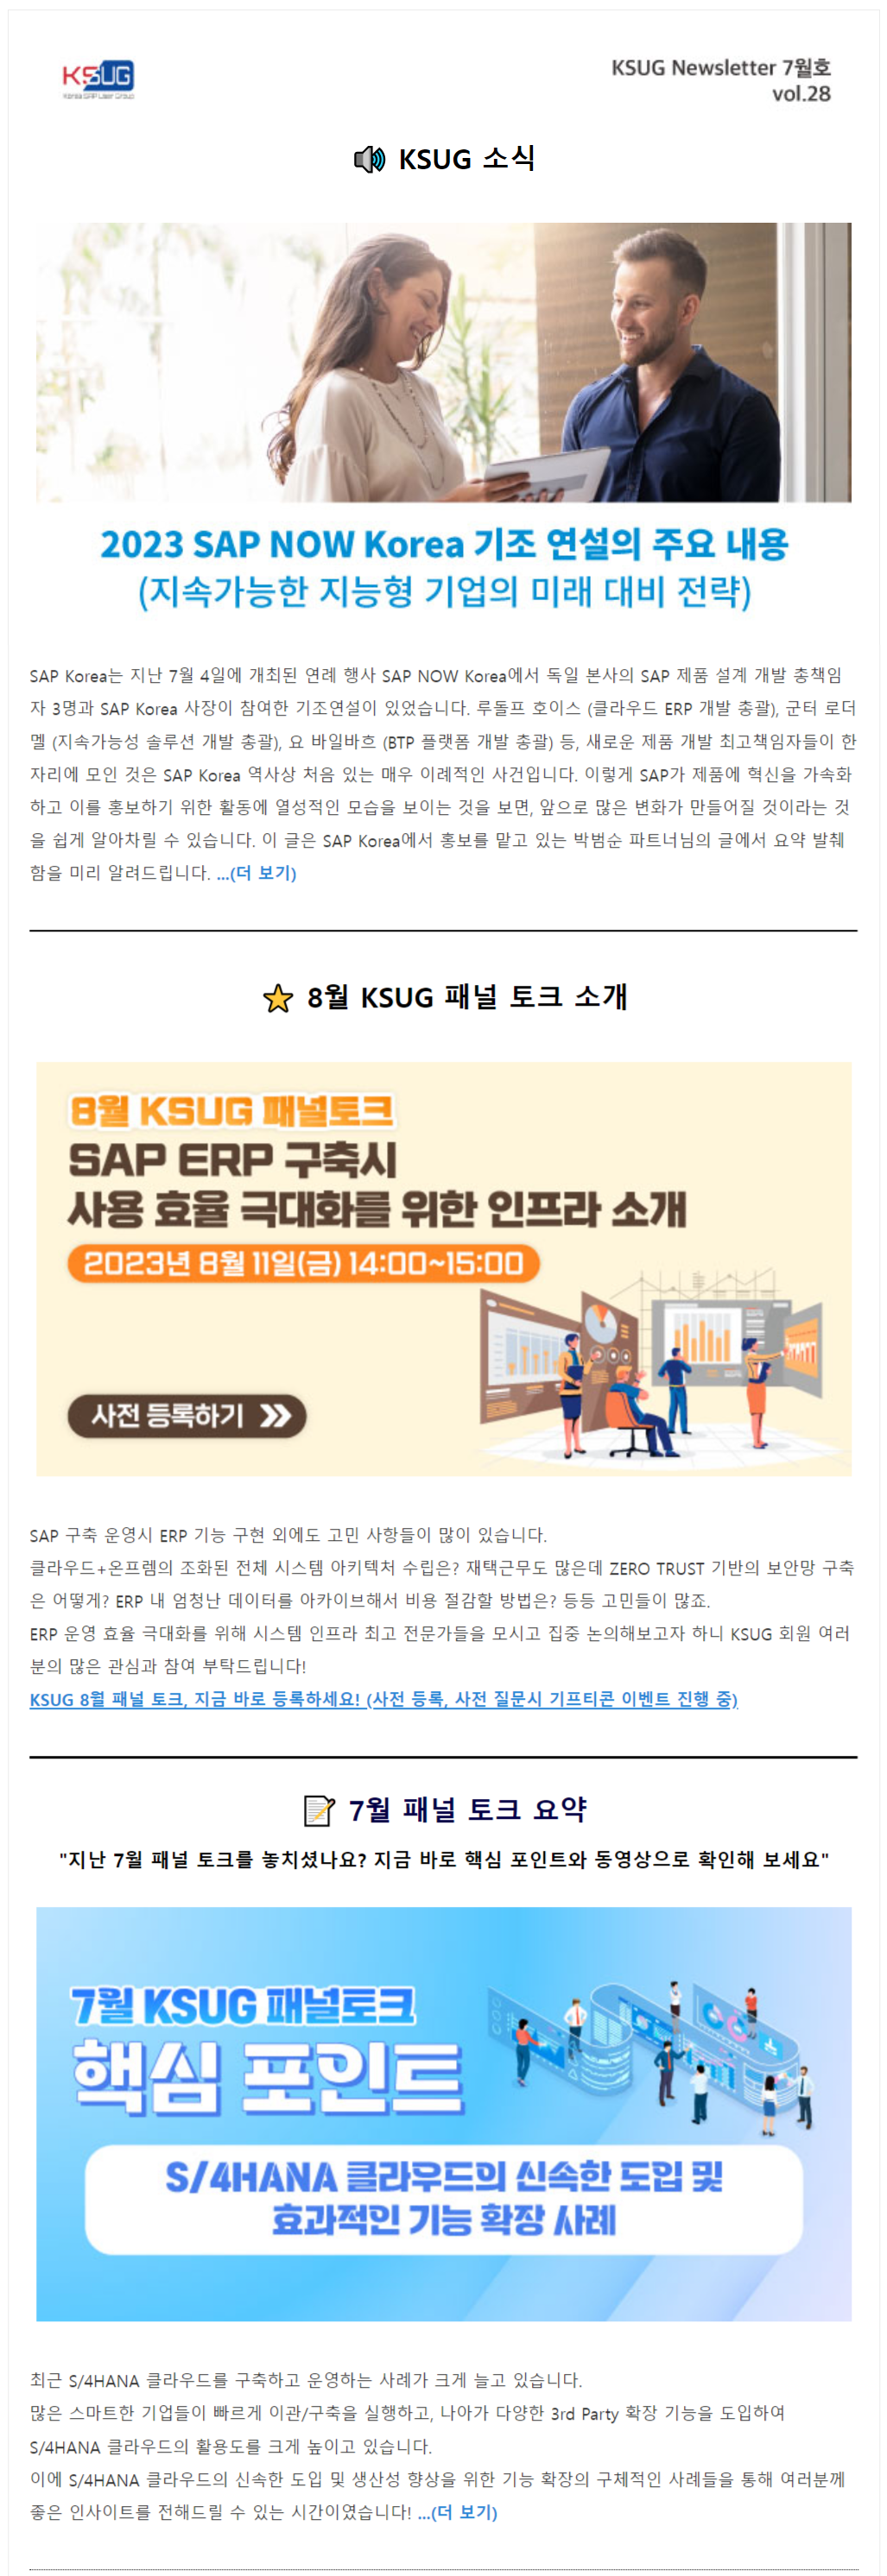 KSUG
Korea SAP User Group
KSUG Newsletter 7월호
vol.28
KSUG 소식
2023 SAP NOW Korea 기조 연설의 주요 내용
(지속가능한 지능형 기업의 미래 대비 전략)
SAP Korea는 지난 7월 4일에 개최된 연례 행사 SAP NOW Korea에서 독일 본사의 SAP 제품 설계 개발 총책임
자 3명과 SAP Korea 사장이 참여한 기조연설이 있었습니다. 루돌프 호이스 (클라우드 ERP 개발 총괄), 군터 로더
멜 (지속가능성 솔루션 개발 총괄), 요 바일바흐 (BTP 플랫폼 개발 총괄) 등, 새로운 제품 개발 최고책임자들이 한
자리에 모인 것은 SAP Korea 역사상 처음 있는 매우 이례적인 사건입니다. 이렇게 SAP가 제품에 혁신을 가속화
하고 이를 홍보하기 위한 활동에 열성적인 모습을 보이는 것을 보면, 앞으로 많은 변화가 만들어질 것이라는 것
을 쉽게 알아차릴 수 있습니다. 이 글은 SAP Korea에서 홍보를 맡고 있는 박범순 파트너님의 글에서 요약 발췌
함을 미리 알려드립니다. ...(더 보기)
8월 KSUG 패널 토크 소개
8월 KSUG 패널토크
SAP ERP 구축시
사용 효율 극대화를 위한 인프라 소개
2023년 8월 11일(금) 14:00~15:00
사전 등록하기
SAP 구축 운영시 ERP 기능 구현 외에도 고민 사항들이 많이 있습니다.
클라우드+온프렘의 조화된 전체 시스템 아키텍처 수립은? 재택근무도 많은데 ZERO TRUST 기반의 보안망 구축
은 어떻게? ERP 내 엄청난 데이터를 아카이브해서 비용 절감할 방법은? 등등 고민들이 많죠.
ERP 운영 효율 극대화를 위해 시스템 인프라 최고 전문가들을 모시고 집중 논의해보고자 하니 KSUG 회원 여러
분의 많은 관심과 참여 부탁드립니다!
KSUG 8월 패널 토크, 지금 바로 등록하세요! (사전 등록, 사전 질문시 기프티콘 이벤트 진행 중)
7월 패널 토크 요약
"지난 7월 패널 토크를 놓치셨나요? 지금 바로 핵심 포인트와 동영상으로 확인해 보세요"
7월 KSUG 패널토크
핵심 포인트
S/4HANA 클라우드의 신속한 도입 및
효과적인 기능 확장 사례
최근 S/4HANA 클라우드를 구축하고 운영하는 사례가 크게 늘고 있습니다.
많은 스마트한 기업들이 빠르게 이관/구축을 실행하고, 나아가 다양한 3rd Party 확장 기능을 도입하여
S/4HANA 클라우드의 활용도를 크게 높이고 있습니다.
이에 S/4HANA 클라우드의 신속한 도입 및 생산성 향상을 위한 기능 확장의 구체적인 사례들을 통해 여러분께
좋은 인사이트를 전해드릴 수 있는 시간이였습니다! ...(더 보기)